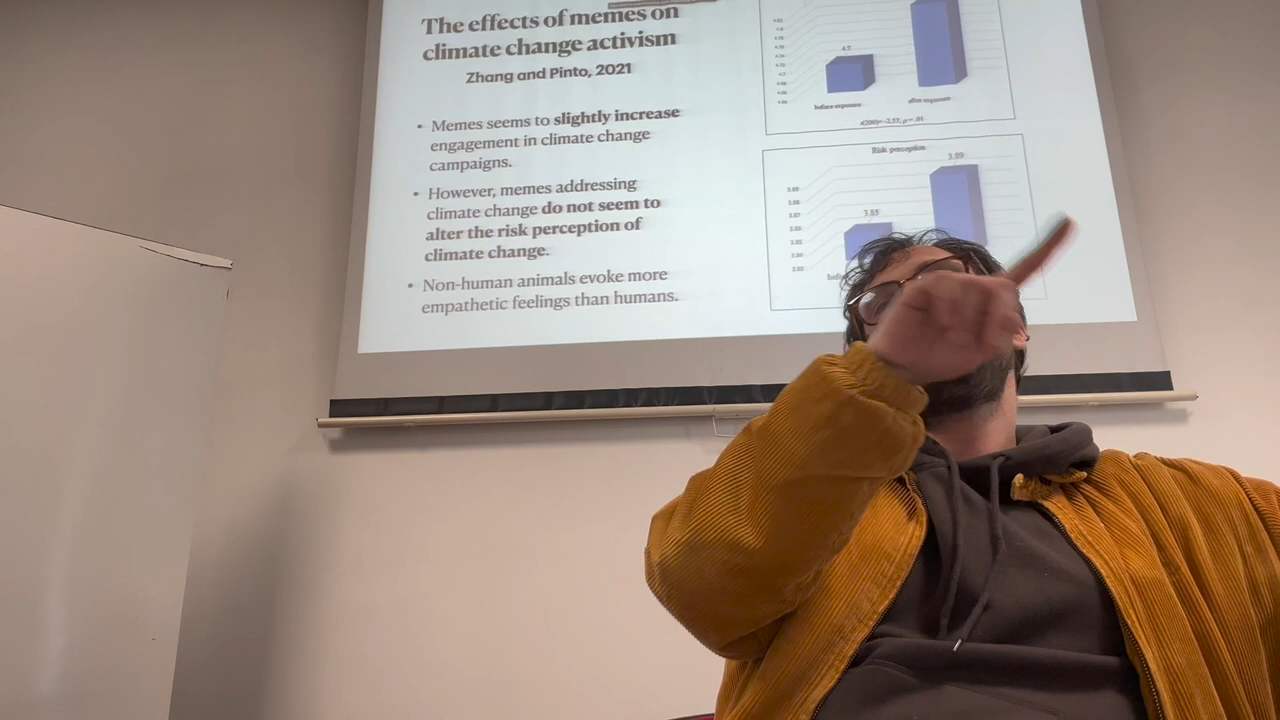 The effects of memes on
climate change activism
Zhang and Pinto, 2021
• Memes seems to slightly increase
engagement in climate change
campaigns.
• However, memes addressing
climate change do not seem to
alter the risk perception of
climate change.
• Non-human animals evoke more
empathetic feelings than humans.
4.7
before exposure
after exposure
Risk perception
3.89
3.85